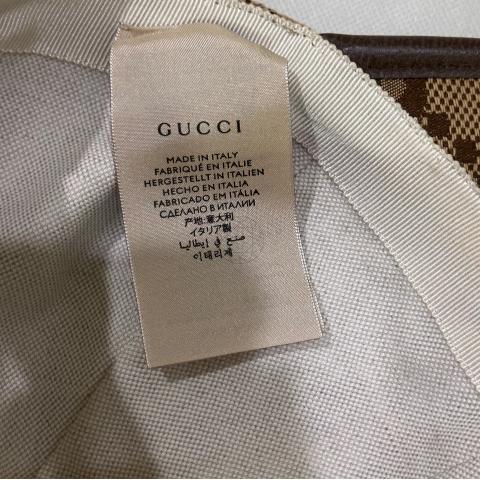 GUCCI
MADE IN ITALY
FABRIQUÉ EN ITALIE
HERGESTELLT IN ITALIEN
HECHO EN ITALIA
FABRICADO EM ITÁLIA
СДЕЛАНО В ИТАЛИИ
产地:意大利
イタリア製
صنع في إيطاليا
이태리제